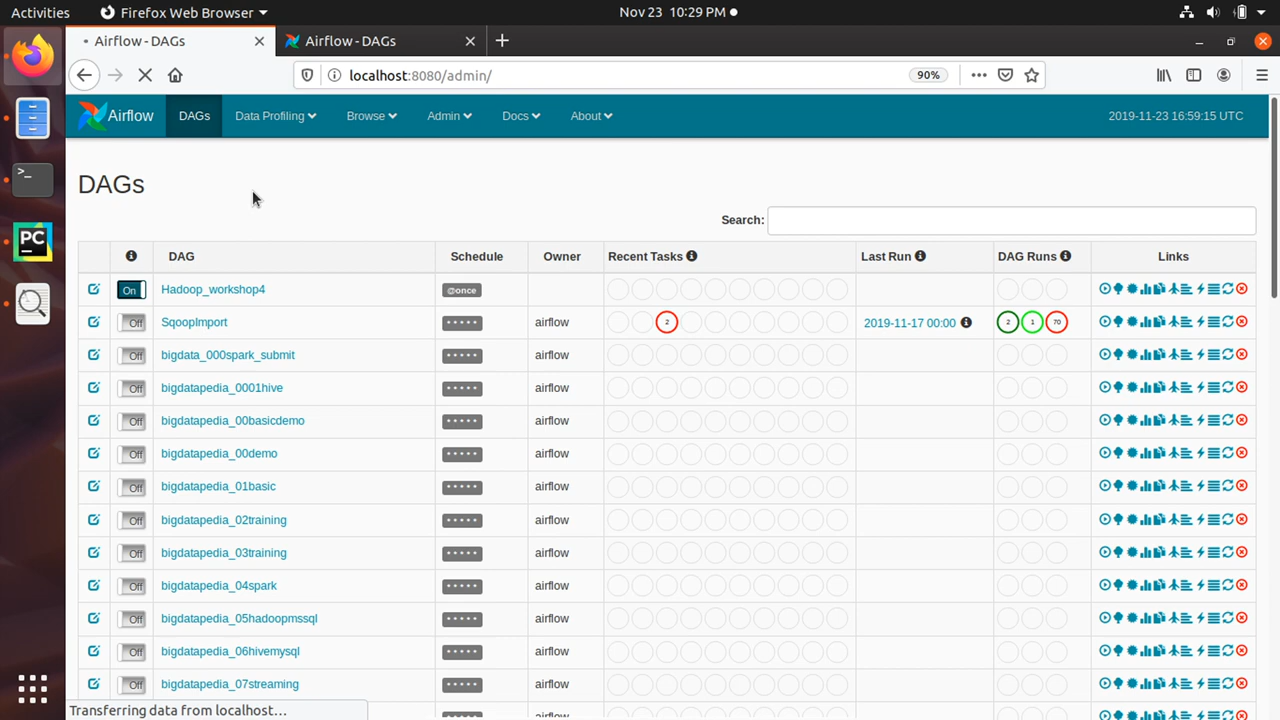 Activities Firefox Web Browser Nov 23 10:29 PM
Airflow - DAGs Airflow - DAGs
localhost:8080/admin/ 90%
Airflow DAGs Data Profiling Browse Admin Docs About 2019-11-23 16:59:15 UTC
DAGs
Search:
DAG Schedule Owner Recent Tasks Last Run DAG Runs Links
On Hadoop_workshop4 @once
Off SqoopImport * * * * * airflow 2 2019-11-17 00:00 2 1 70
Off bigdata_000spark_submit * * * * * airflow
Off bigdatapedia_0001hive * * * * * airflow
Off bigdatapedia_00basicdemo * * * * * airflow
Off bigdatapedia_00demo * * * * * airflow
Off bigdatapedia_01basic * * * * * airflow
Off bigdatapedia_02training * * * * * airflow
Off bigdatapedia_03training * * * * * airflow
Off bigdatapedia_04spark * * * * * airflow
Off bigdatapedia_05hadoopmssql * * * * * airflow
Off bigdatapedia_06hivemysql * * * * * airflow
Off bigdatapedia_07streaming * * * * * airflow
airflow
Transferring data from localhost...
>_
PC